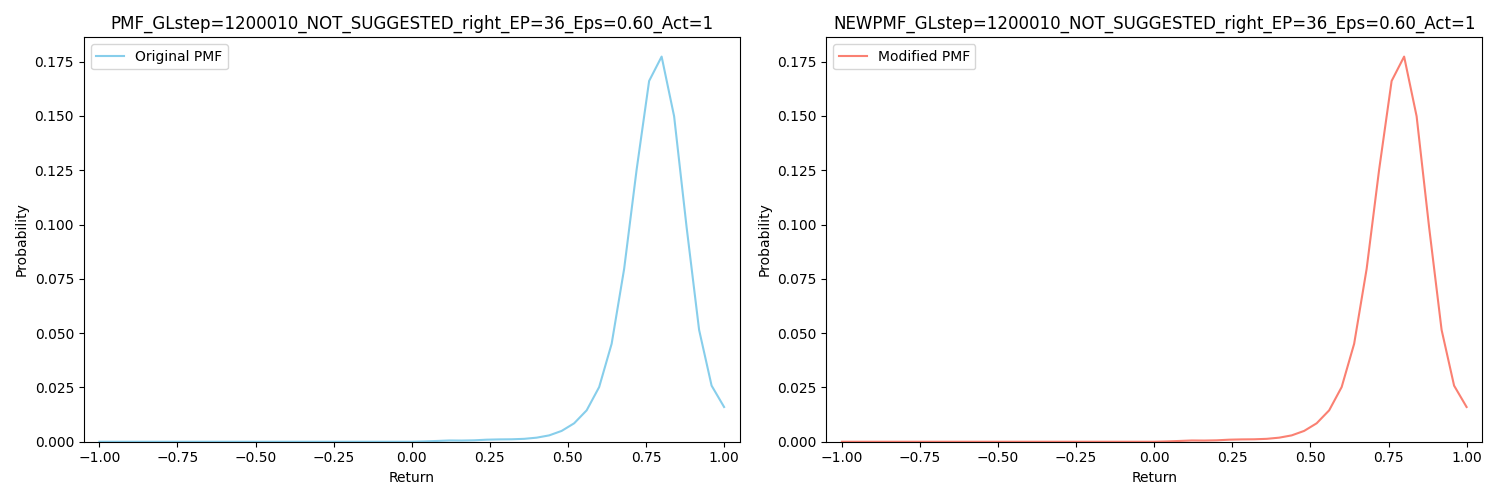 PMF_GLstep=1200010_NOT_SUGGESTED_right_EP=36_Eps=0.60_Act=1
Original PMF
Probability
0.175
0.150
0.125
0.100
0.075
0.050
0.025
0.000
−1.00 −0.75 −0.50 −0.25 0.00 0.25 0.50 0.75 1.00
Return
NEWPMF_GLstep=1200010_NOT_SUGGESTED_right_EP=36_Eps=0.60_Act=1
Modified PMF
Probability
0.175
0.150
0.125
0.100
0.075
0.050
0.025
0.000
−1.00 −0.75 −0.50 −0.25 0.00 0.25 0.50 0.75 1.00
Return